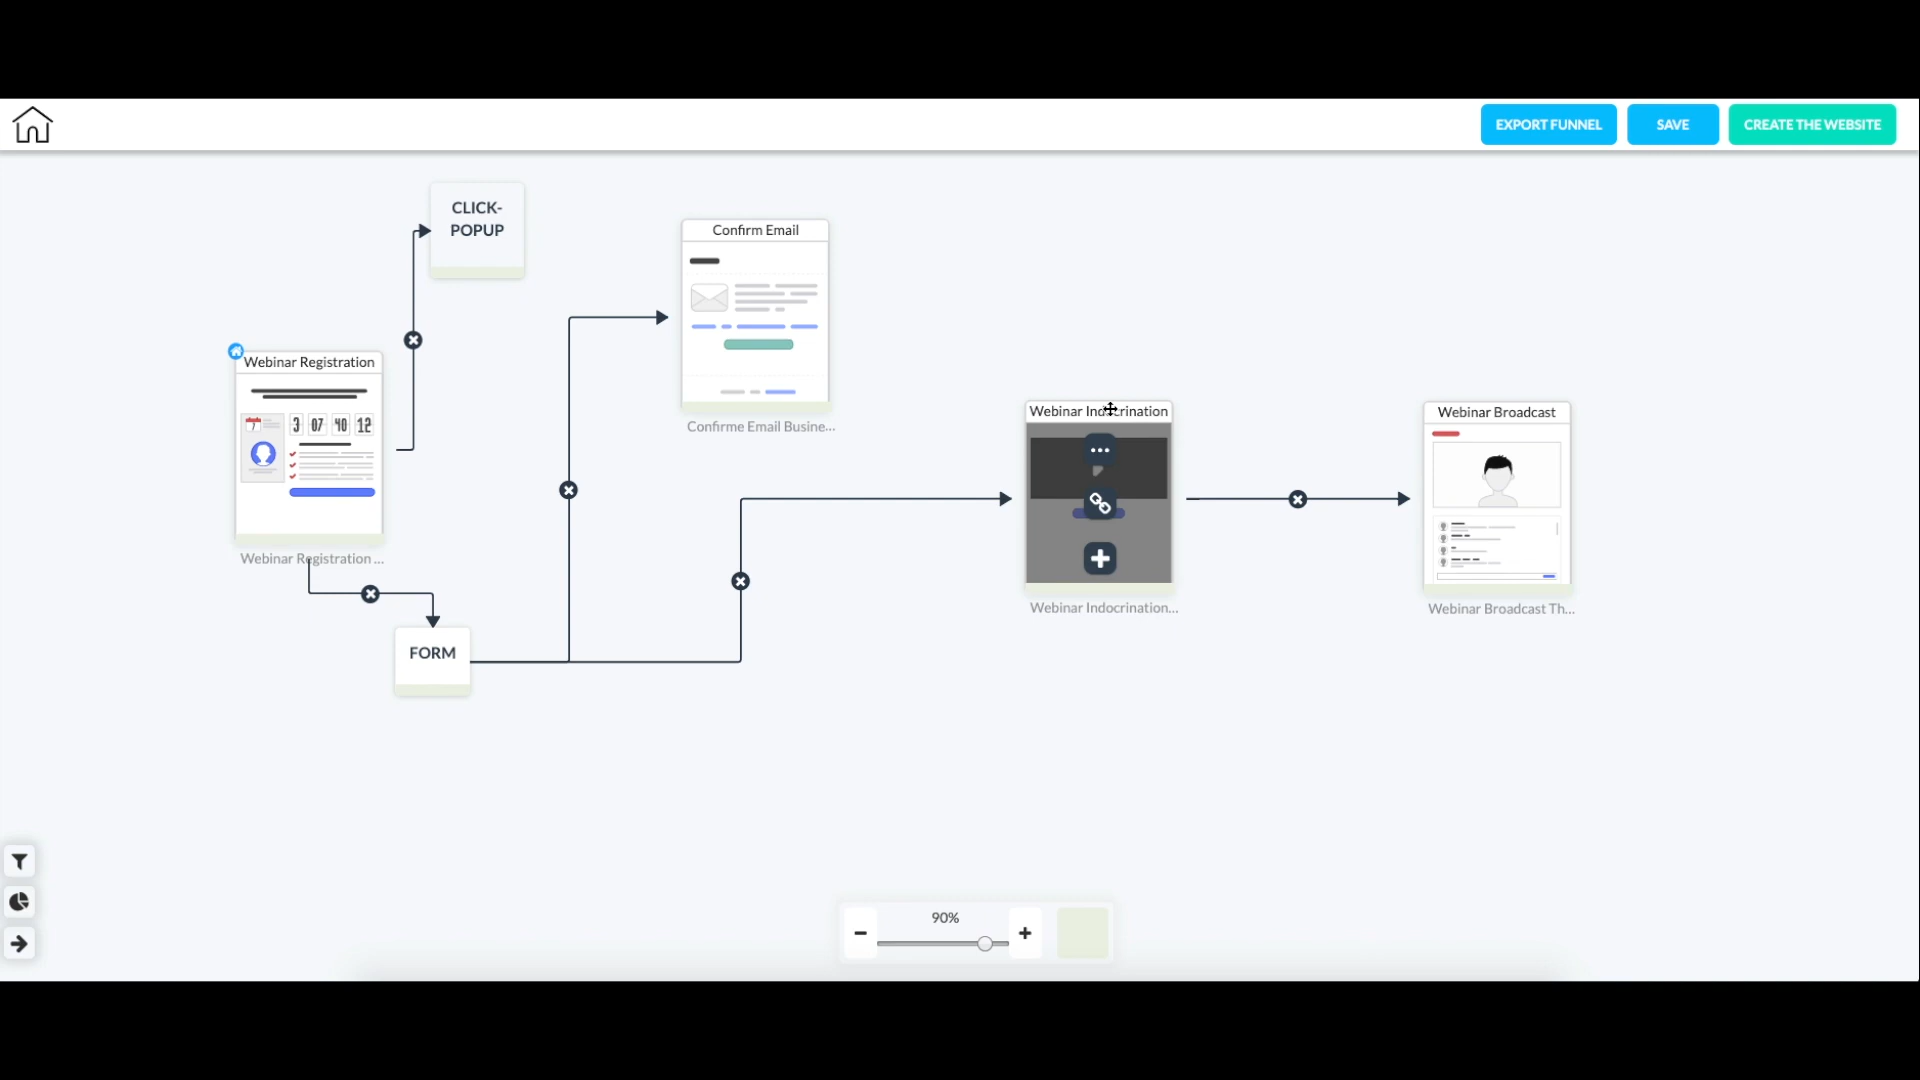 EXPORT FUNNEL
SAVE
CREATE THE WEBSITE
CLICK-
POPUP
Confirm Email
Confirme Email Busine...
Webinar Registration
7
3 07 40 12
Webinar Registration ...
FORM
Webinar Indocrination
Webinar Indocrination...
Webinar Broadcast
Webinar Broadcast Th...
90%